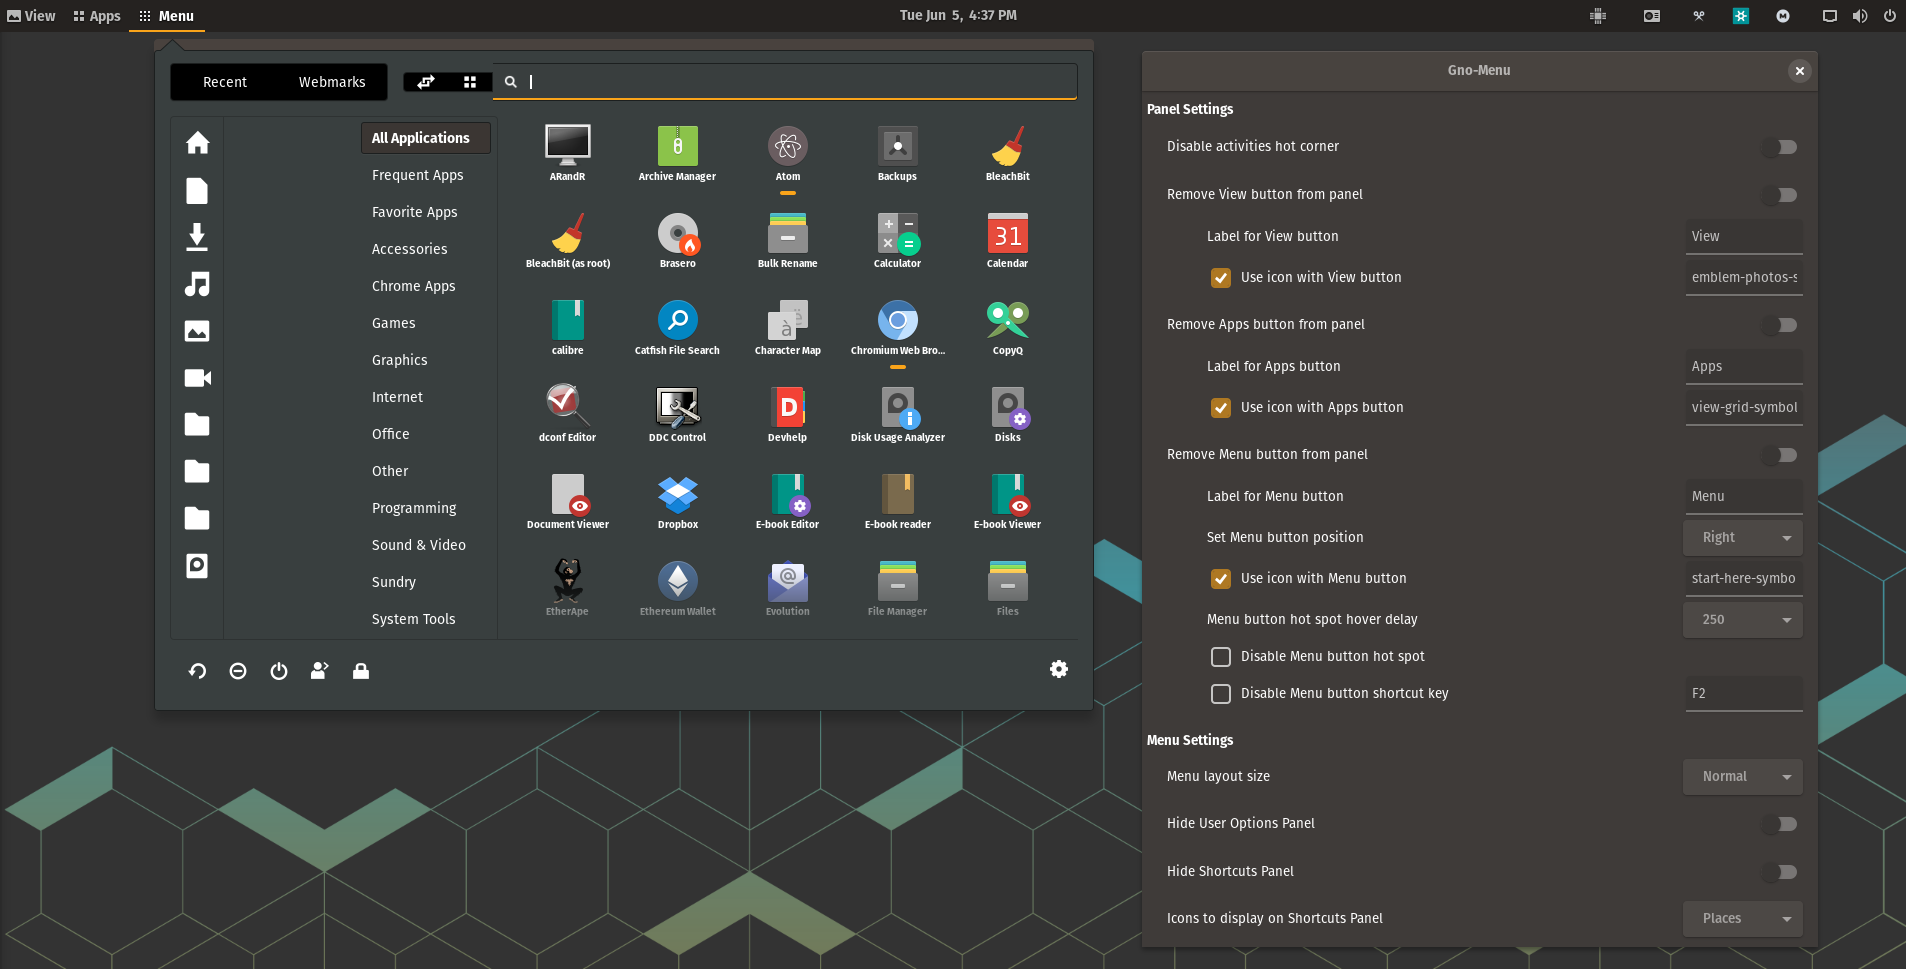 View Apps Menu Tue Jun 5, 4:37 PM
Recent Webmarks
All Applications
Frequent Apps
Favorite Apps
Accessories
Chrome Apps
Games
Graphics
Internet
Office
Other
Programming
Sound & Video
Sundry
System Tools
ARandR Archive Manager Atom Backups BleachBit
BleachBit (as root) Brasero Bulk Rename Calculator Calendar
31
calibre Catfish File Search Character Map Chromium Web Bro... CopyQ
dconf Editor DDC Control Devhelp Disk Usage Analyzer Disks
Document Viewer Dropbox E-book Editor E-book reader E-book Viewer
EtherApe Ethereum Wallet Evolution File Manager Files
Gno-Menu
Panel Settings
Disable activities hot corner
Remove View button from panel
Label for View button View
Use icon with View button emblem-photos-s
Remove Apps button from panel
Label for Apps button Apps
Use icon with Apps button view-grid-symbol
Remove Menu button from panel
Label for Menu button Menu
Set Menu button position Right
Use icon with Menu button start-here-symbo
Menu button hot spot hover delay 250
Disable Menu button hot spot
Disable Menu button shortcut key F2
Menu Settings
Menu layout size Normal
Hide User Options Panel
Hide Shortcuts Panel
Icons to display on Shortcuts Panel Places